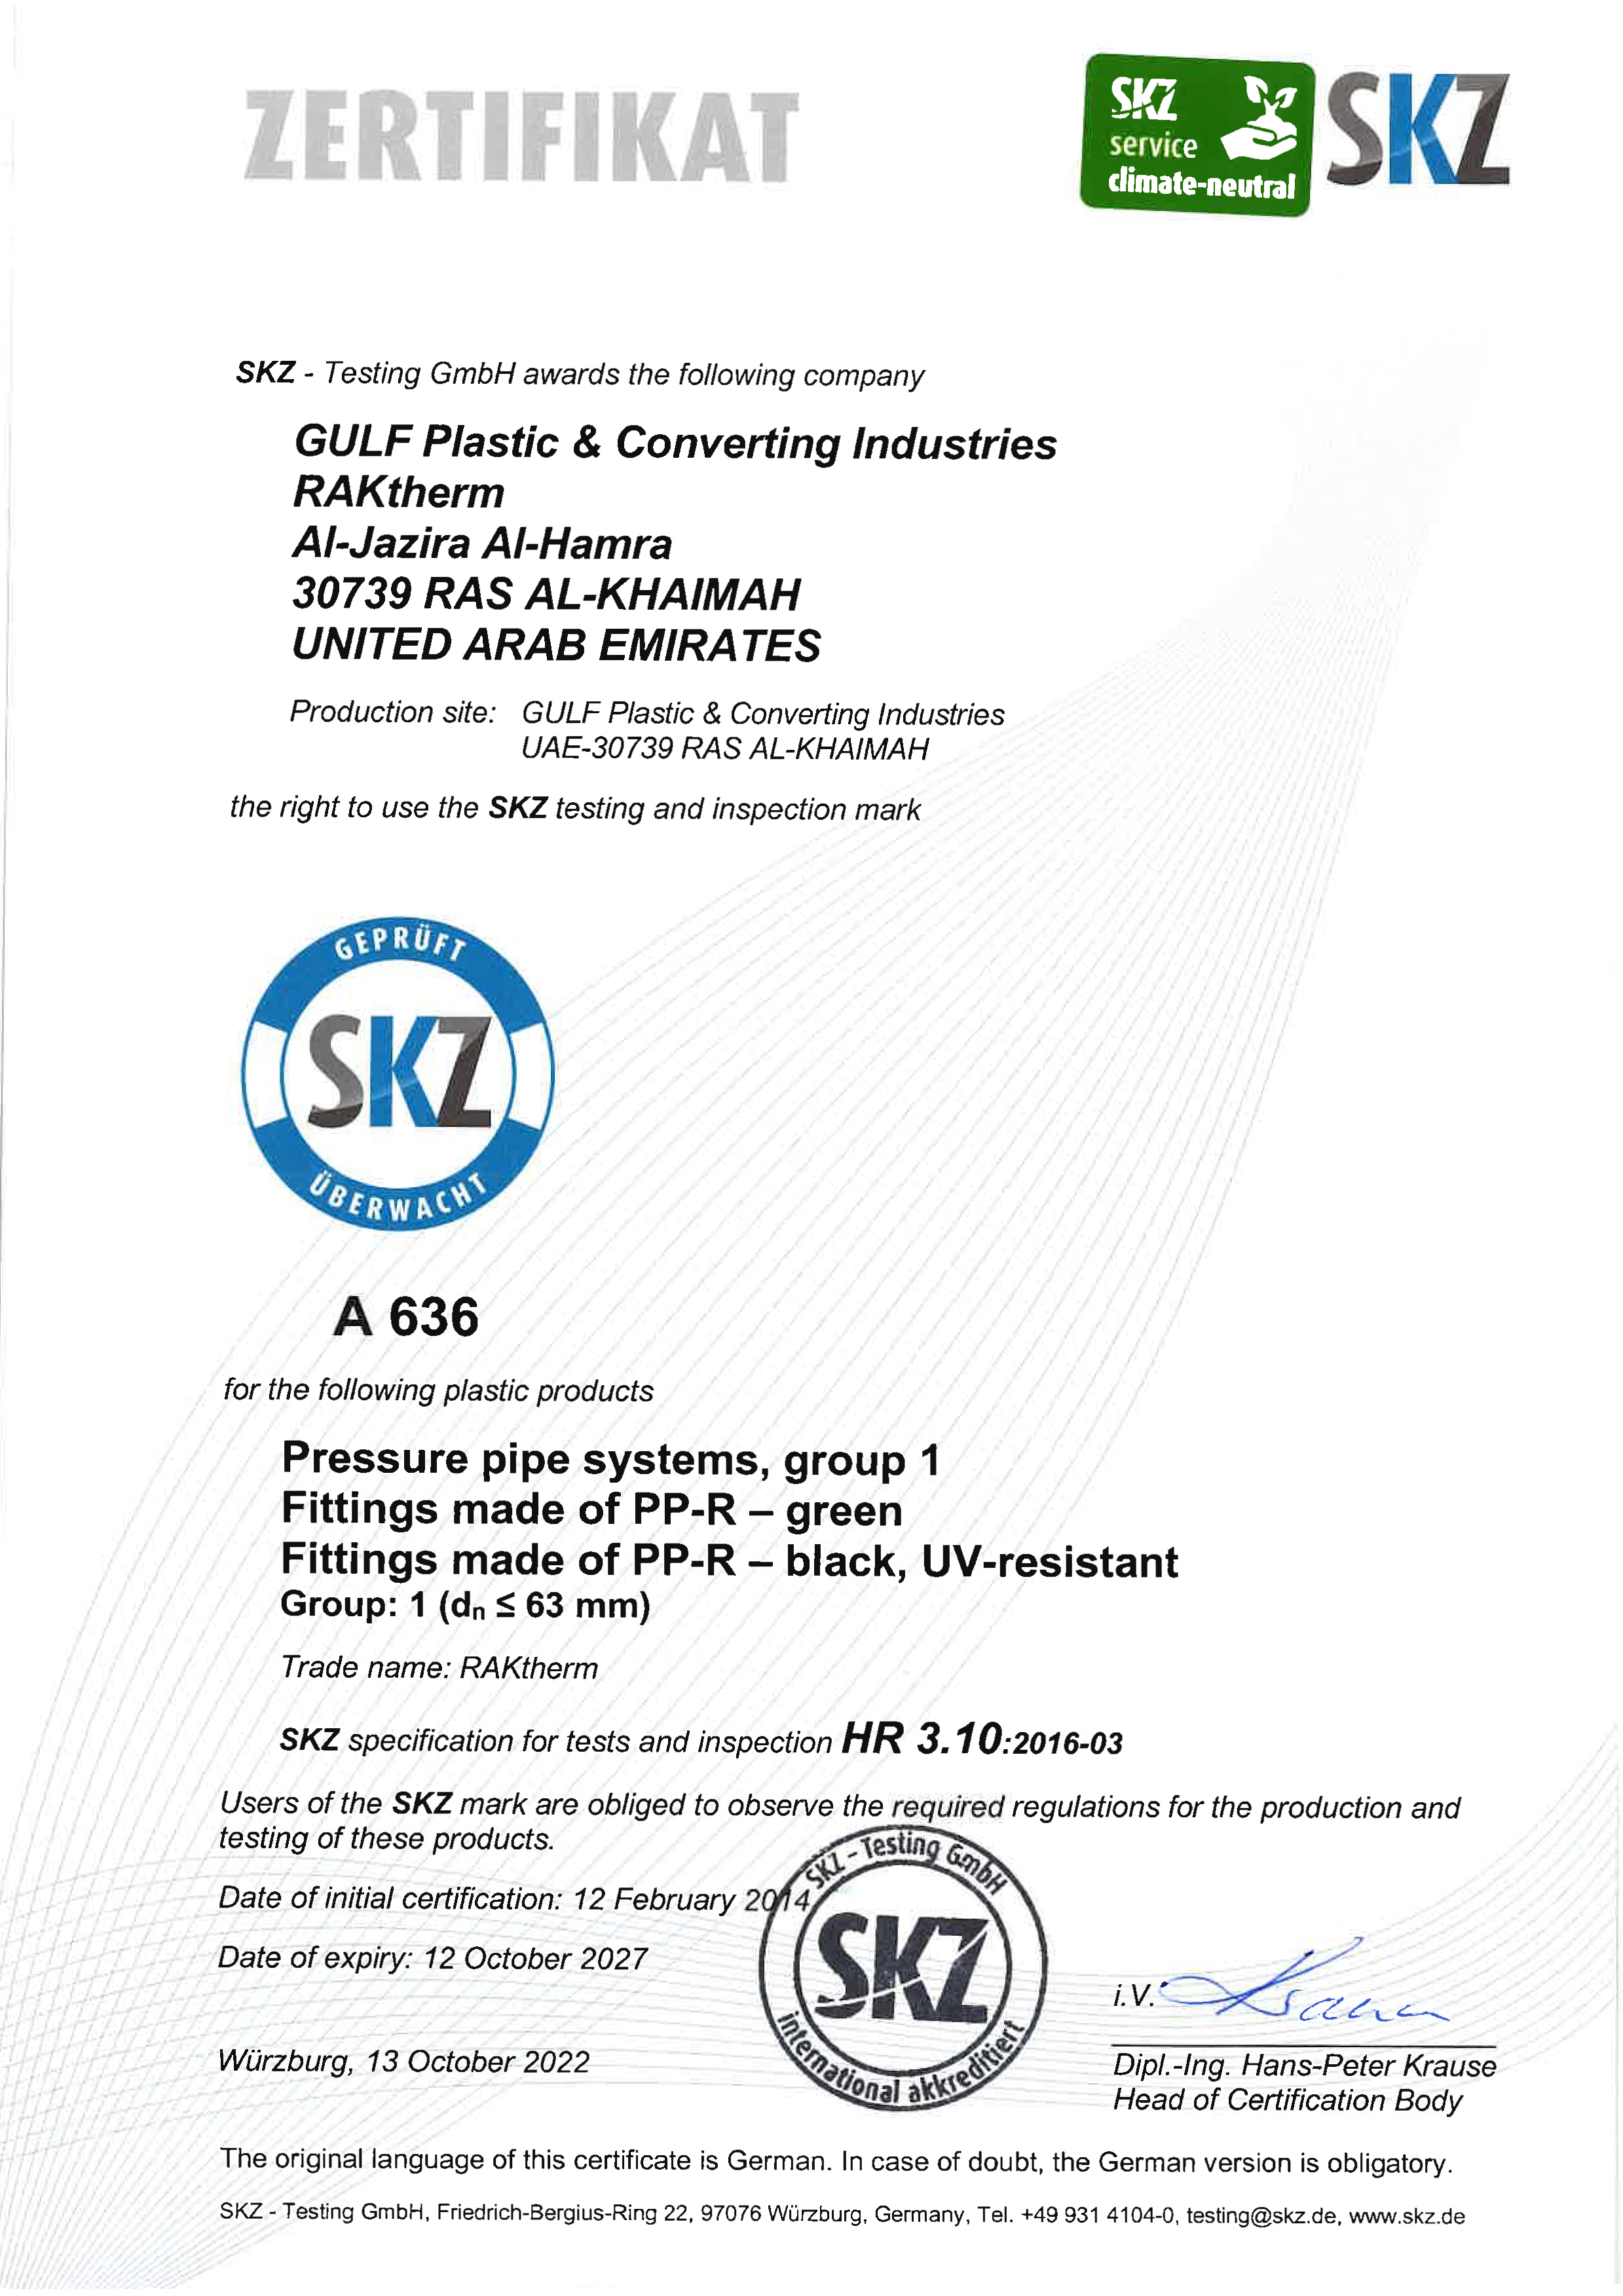 ZERTIFIKAT
SKZ
service
climate-neutral
SKZ
SKZ - Testing GmbH awards the following company
GULF Plastic & Converting Industries
RAKtherm
Al-Jazira Al-Hamra
30739 RAS AL-KHAIMAH
UNITED ARAB EMIRATES
Production site: GULF Plastic & Converting Industries
UAE-30739 RAS AL-KHAIMAH
the right to use the SKZ testing and inspection mark
GEPRÜFT
SKZ
ÜBERWACHT
A 636
for the following plastic products
Pressure pipe systems, group 1
Fittings made of PP-R – green
Fittings made of PP-R – black, UV-resistant
Group: 1 (dn ≤ 63 mm)
Trade name: RAKtherm
SKZ specification for tests and inspection HR 3.10:2016-03
Users of the SKZ mark are obliged to observe the required regulations for the production and
testing of these products.
Date of initial certification: 12 February 2014
Date of expiry: 12 October 2027
SKZ - Testing GmbH
SKZ
international akkreditiert
i.V.
Würzburg, 13 October 2022
Dipl.-Ing. Hans-Peter Krause
Head of Certification Body
The original language of this certificate is German. In case of doubt, the German version is obligatory.
SKZ - Testing GmbH, Friedrich-Bergius-Ring 22, 97076 Würzburg, Germany, Tel. +49 931 4104-0, testing@skz.de, www.skz.de